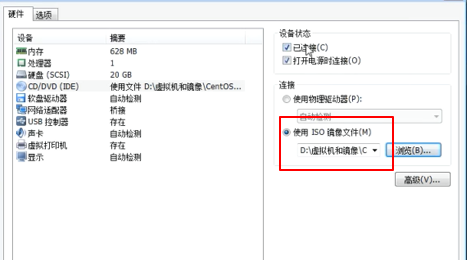 硬件 选项
设备 摘要
内存 628 MB
处理器 1
硬盘 (SCSI) 20 GB
CD/DVD (IDE) 使用文件 D:\虚拟机和镜像\CentOS...
软盘驱动器 自动检测
网络适配器 桥接
USB 控制器 存在
声卡 自动检测
虚拟打印机 存在
显示 自动检测
设备状态
已连接(C)
打开电源时连接(O)
连接
使用物理驱动器(P):
自动检测
使用 ISO 镜像文件(M)
D:\虚拟机和镜像\C 浏览(B)...
高级(V)...